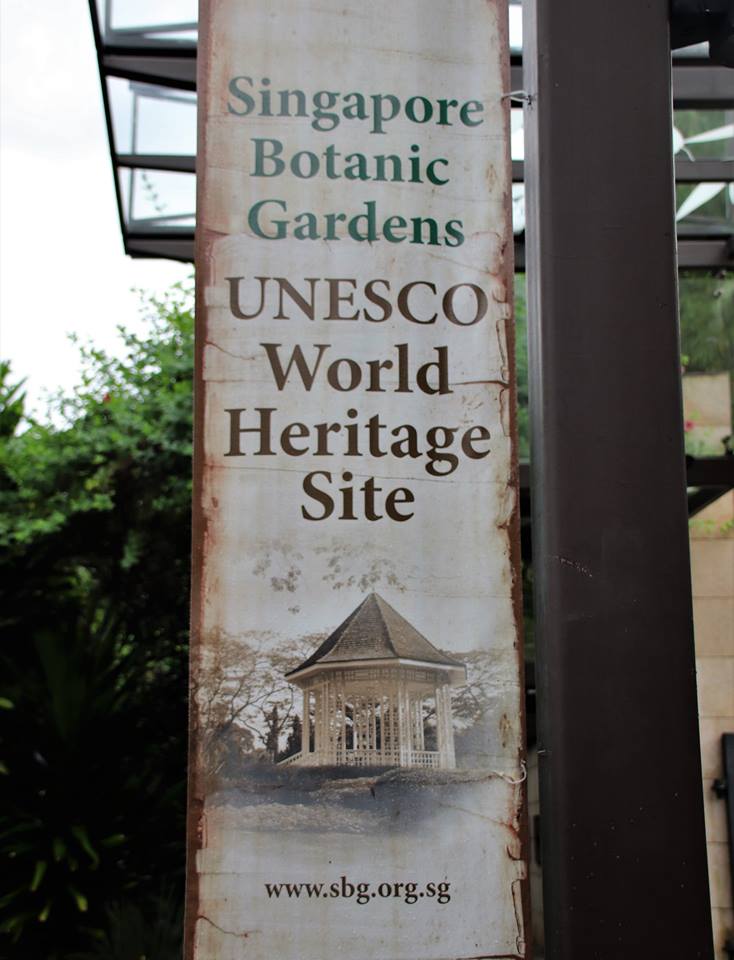 Singapore
Botanic
Gardens
UNESCO
World
Heritage
Site
www.sbg.org.sg